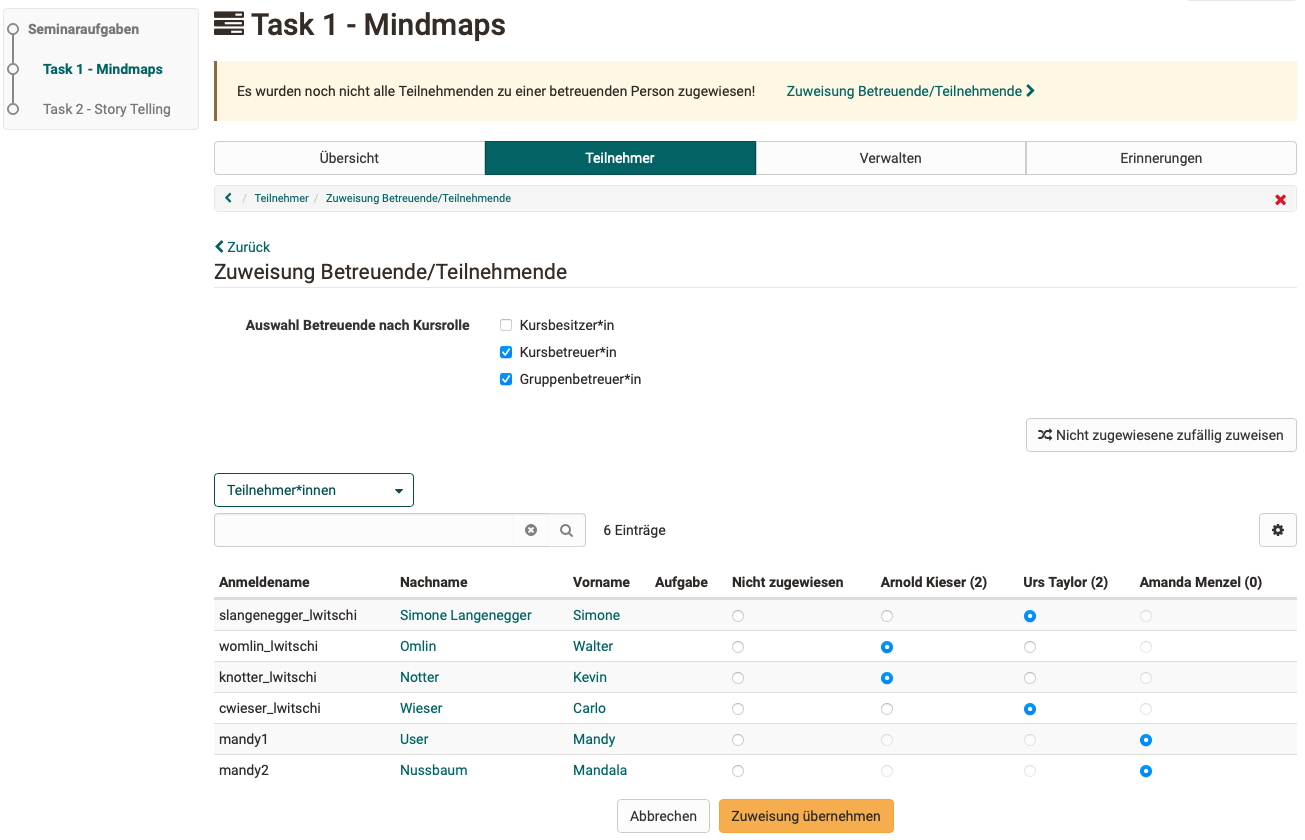 Seminaraufgaben
Task 1 - Mindmaps
Task 2 - Story Telling
Task 1 - Mindmaps
Es wurden noch nicht alle Teilnehmenden zu einer betreuenden Person zugewiesen! Zuweisung Betreuende/Teilnehmende
Übersicht Teilnehmer Verwalten Erinnerungen
/ Teilnehmer / Zuweisung Betreuende/Teilnehmende
Zurück
Zuweisung Betreuende/Teilnehmende
Auswahl Betreuende nach Kursrolle Kursbesitzer*in
Kursbetreuer*in
Gruppenbetreuer*in
Nicht zugewiesene zufällig zuweisen
Teilnehmer*innen
6 Einträge
Anmeldename Nachname Vorname Aufgabe Nicht zugewiesen Arnold Kieser (2) Urs Taylor (2) Amanda Menzel (0)
slangenegger_lwitschi Simone Langenegger Simone
womlin_lwitschi Omlin Walter
knotter_lwitschi Notter Kevin
cwieser_lwitschi Wieser Carlo
mandy1 User Mandy
mandy2 Nussbaum Mandala
Abbrechen Zuweisung übernehmen